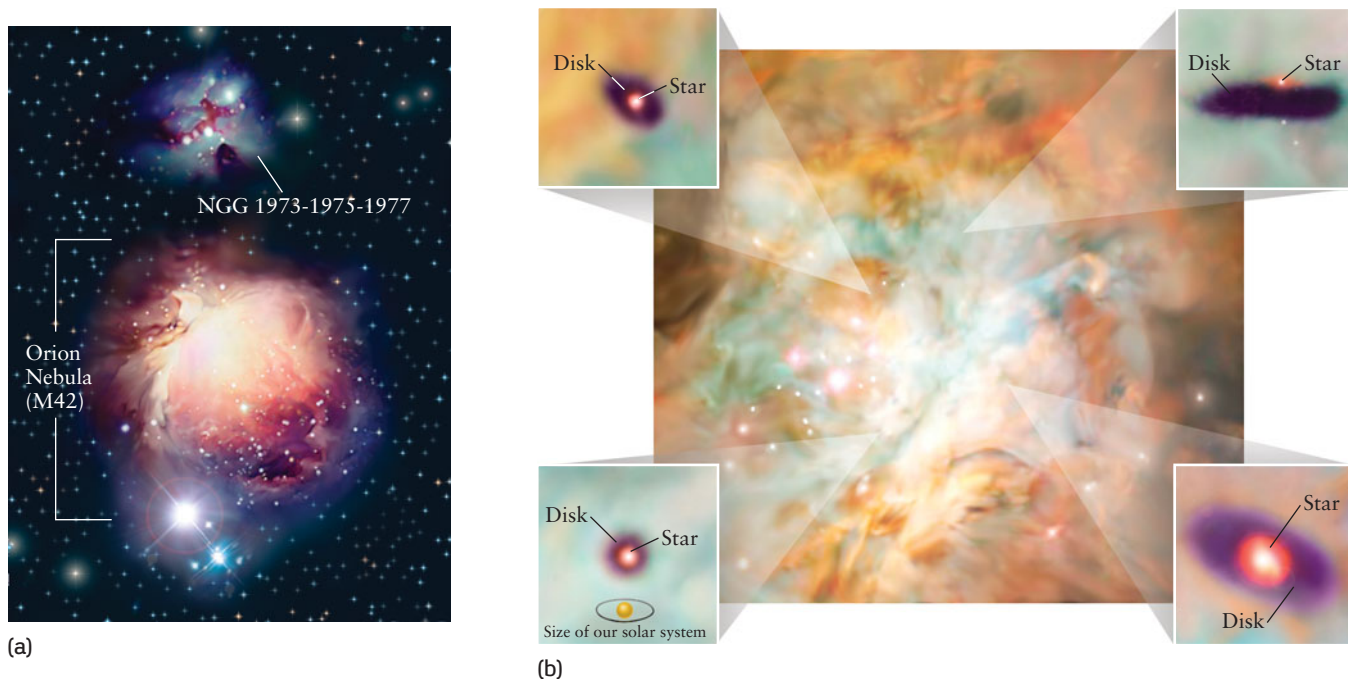 NGG 1973-1975-1977
Orion
Nebula
(M42)
(a)
Disk
Star
Disk
Star
Disk
Star
Size of our solar system
Star
Disk
(b)